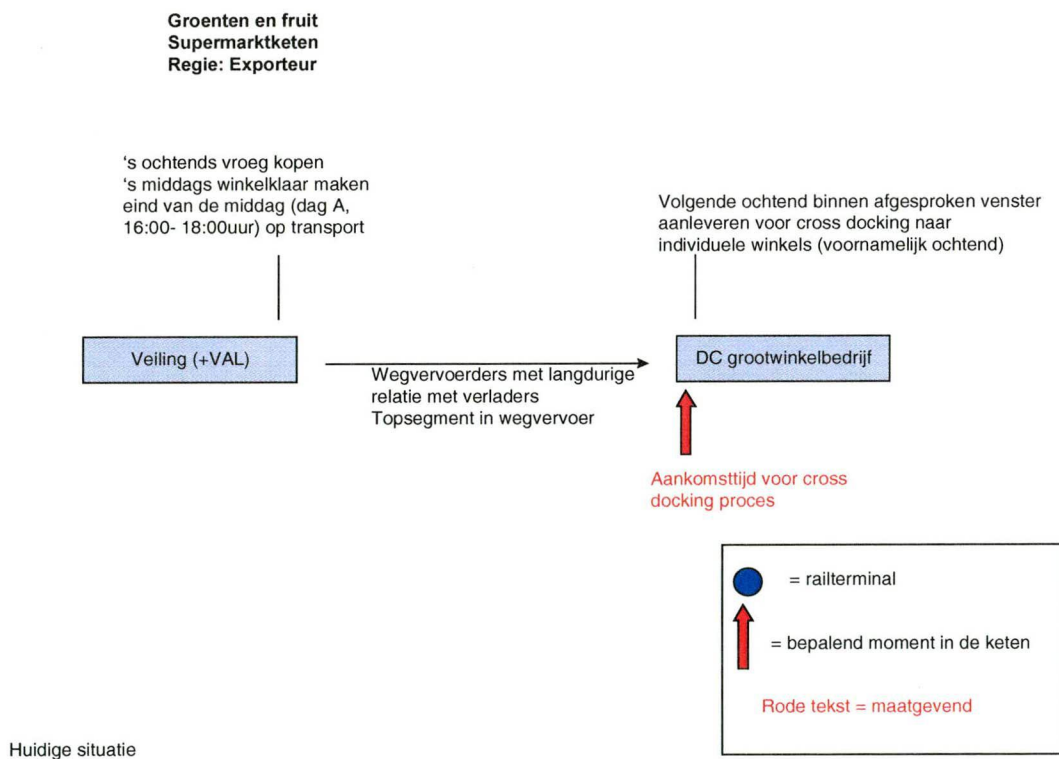 Groenten en fruit
Supermarktketen
Regie: Exporteur
‘s ochtends vroeg kopen
‘s middags winkelklaar maken
eind van de middag (dag A,
16:00- 18:00uur) op transport
Volgende ochtend binnen afgesproken venster
aanleveren voor cross docking naar
individuele winkels (voornamelijk ochtend)
Veiling (+VAL)
DC grootwinkelbedrijf
Wegvervoerders met langdurige
relatie met verladers
Topsegment in wegvervoer
Aankomsttijd voor cross
docking proces
= railterminal
= bepalend moment in de keten
Rode tekst = maatgevend
Huidige situatie